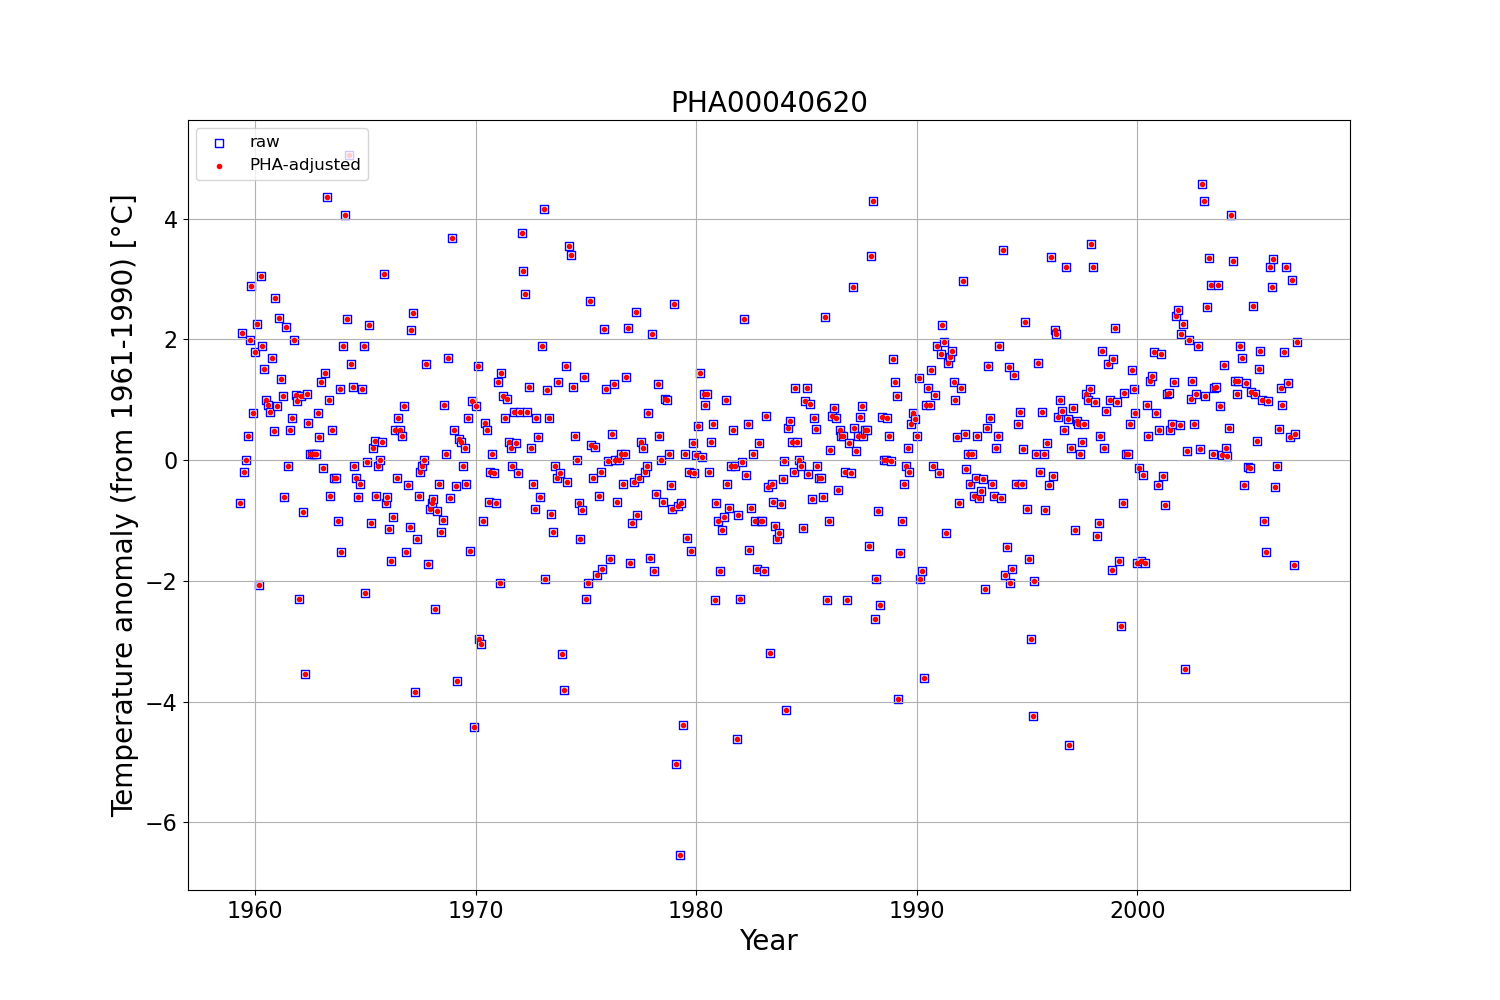 PHA00040620
raw
PHA-adjusted
Temperature anomaly (from 1961-1990) [°C]
4
2
0
−2
−4
−6
1960 1970 1980 1990 2000
Year